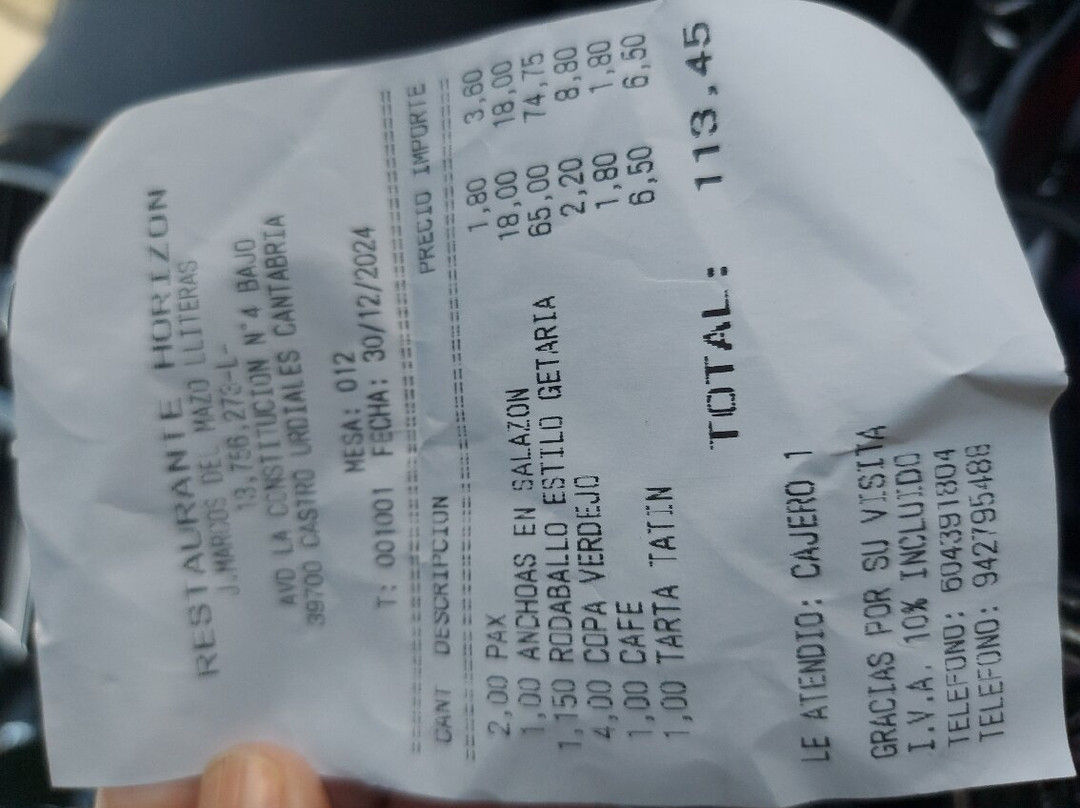 RESTAURANTE HORIZON
J.MARCOS DEL MAZO LLITERAS
13,756,273-L
AVD LA CONSTITUCION N°4 BAJO
39700 CASTRO URDIALES CANTABRIA
MESA: 012
T: 001001 FECHA: 30/12/2024
CANT DESCRIPCION PRECIO IMPORTE
2,00 PAX 1,80 3,60
1,00 ANCHOAS EN SALAZON 18,00 18,00
1,150 RODABALLO ESTILO GETARIA 65,00 74,75
4,00 COPA VERDEJO 2,20 8,80
1,00 CAFE 1,80 1,80
1,00 TARTA TATIN 6,50 6,50
TOTAL: 113.45
LE ATENDIO: CAJERO 1
GRACIAS POR SU VISITA
I.V.A. 10% INCLUIDO
TELEFONO: 604391804
TELEFONO: 942795488